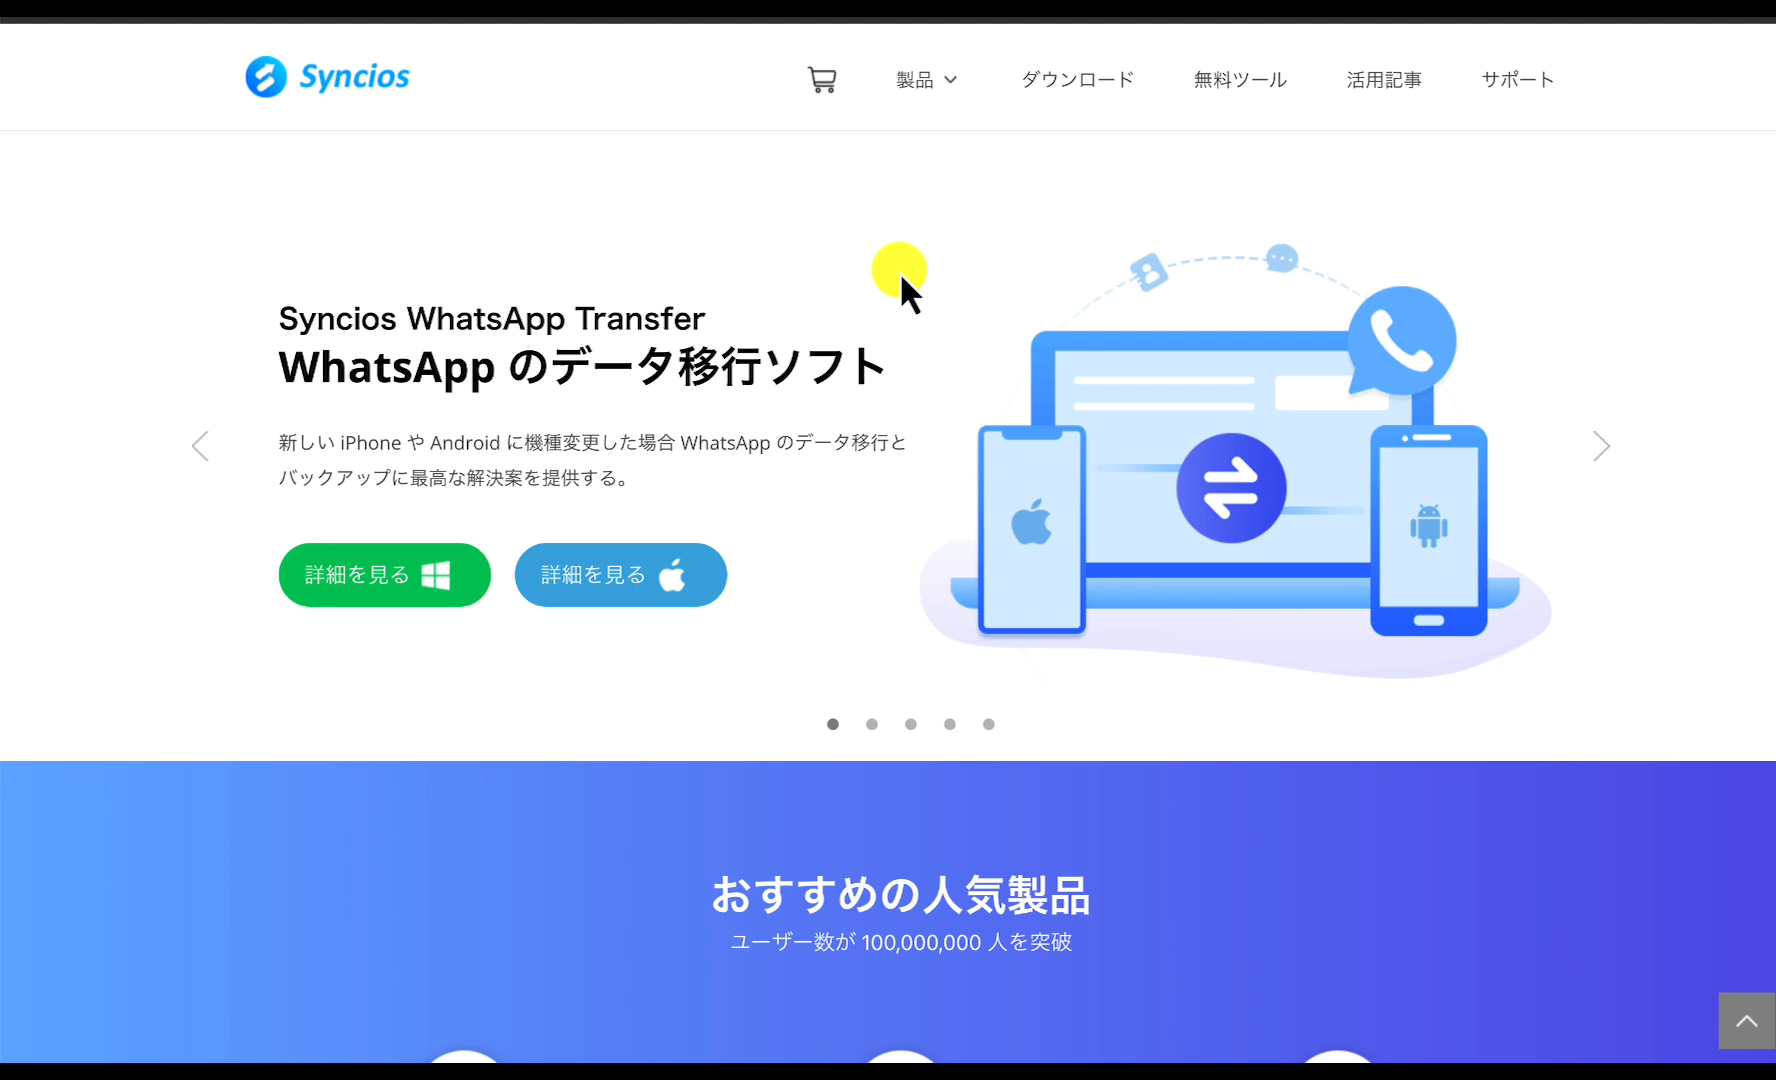 Syncios
製品
ダウンロード
無料ツール
活用記事
サポート
Syncios WhatsApp Transfer
WhatsApp のデータ移行ソフト
新しい iPhone や Android に機種変更した場合 WhatsApp のデータ移行と
バックアップに最高な解決案を提供する。
詳細を見る
詳細を見る
おすすめの人気製品
ユーザー数が 100,000,000 人を突破